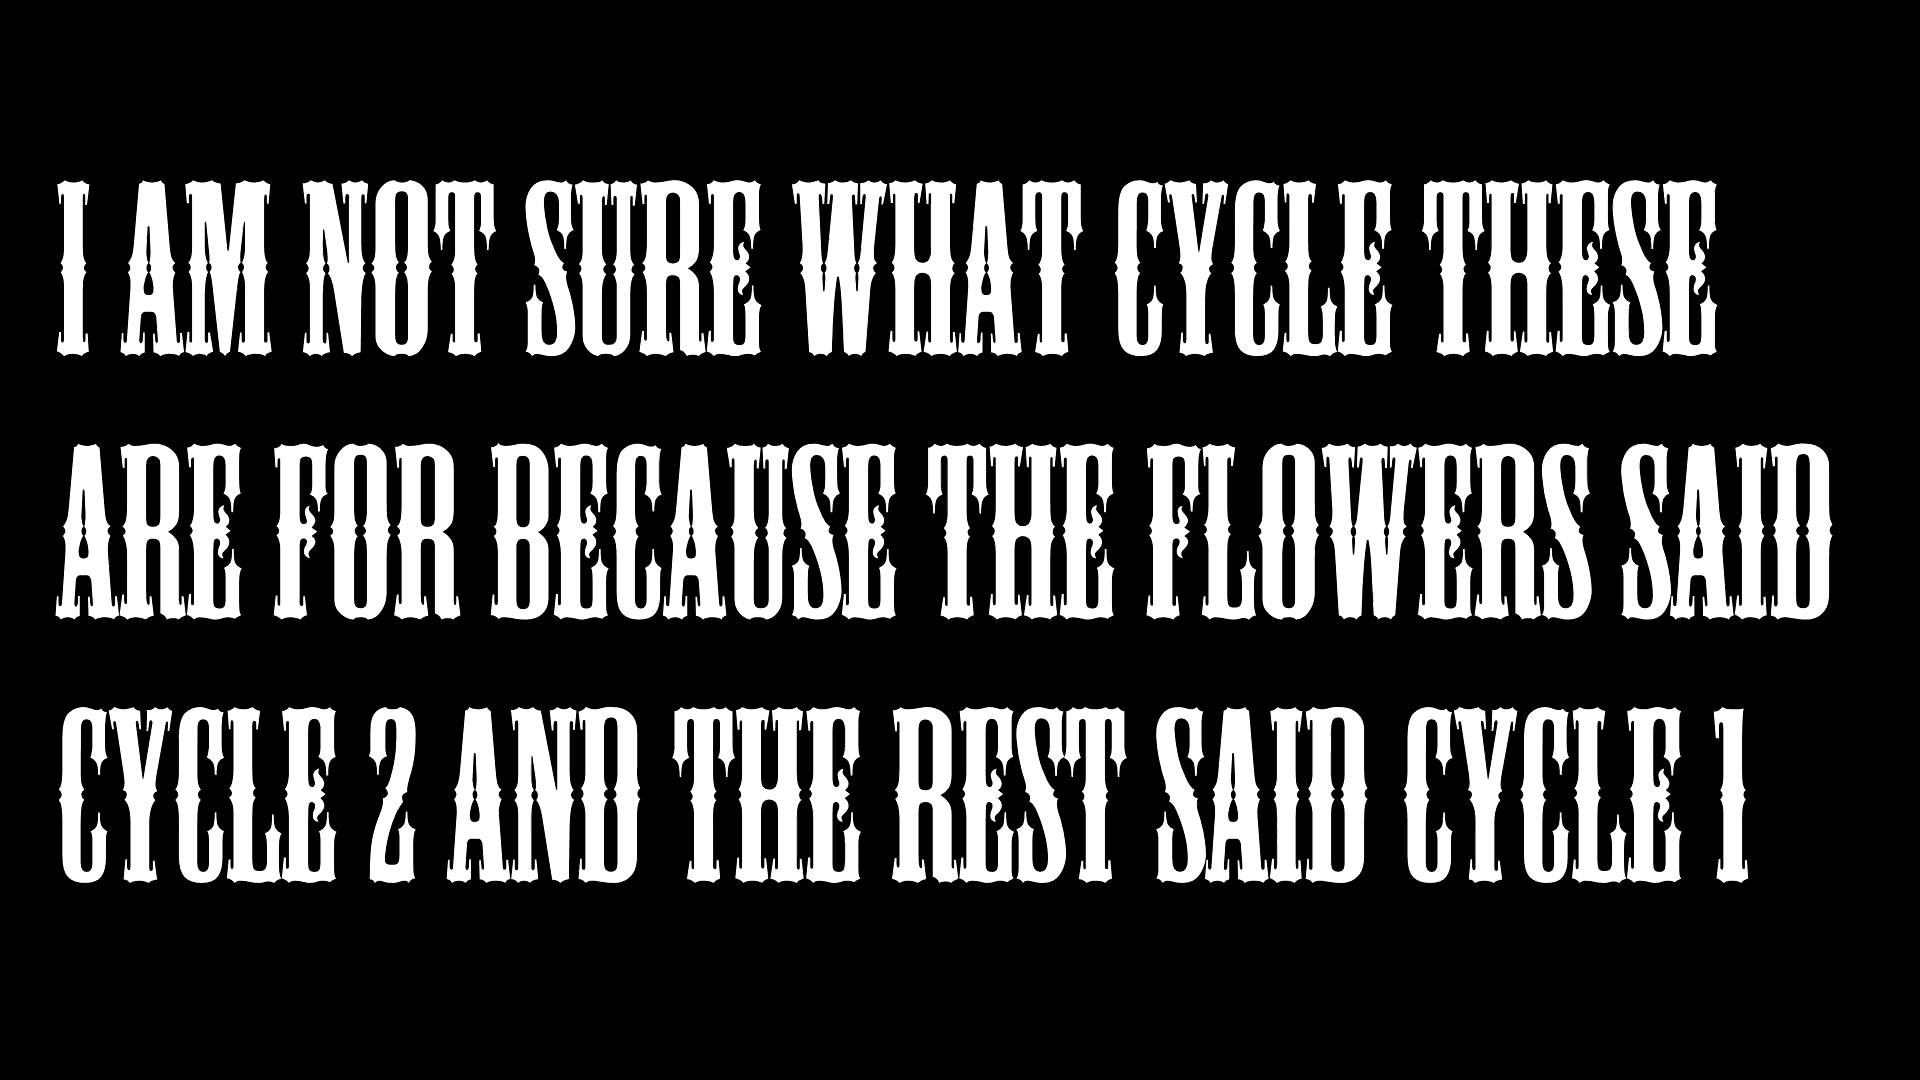 I AM NOT SURE WHAT CYCLE THESE
ARE FOR BECAUSE THE FLOWERS SAID
CYCLE 2 AND THE REST SAID CYCLE 1